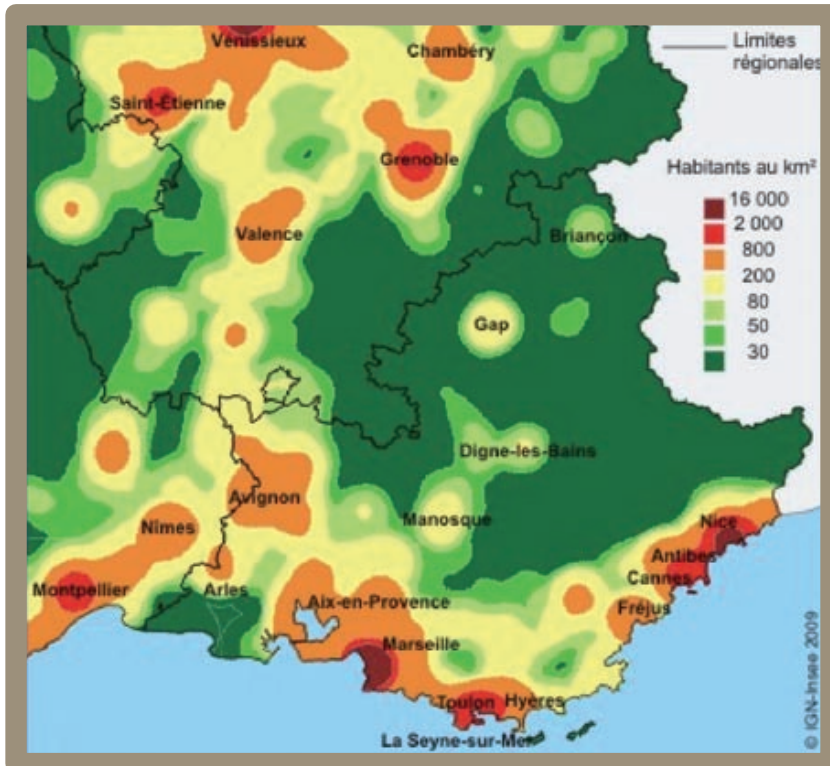 Vénissieux
Chambéry
Limites
régionales
Saint-Étienne
Grenoble
Habitants au km²
16 000
2 000
800
200
80
50
30
Valence
Briançon
Gap
Digne-les-Bains
Avignon
Manosque
Nîmes
Nice
Antibes
Cannes
Montpellier
Arles
Aix-en-Provence
Fréjus
Marseille
Toulon
Hyères
La Seyne-sur-Mer
© IGN-Insee 2009